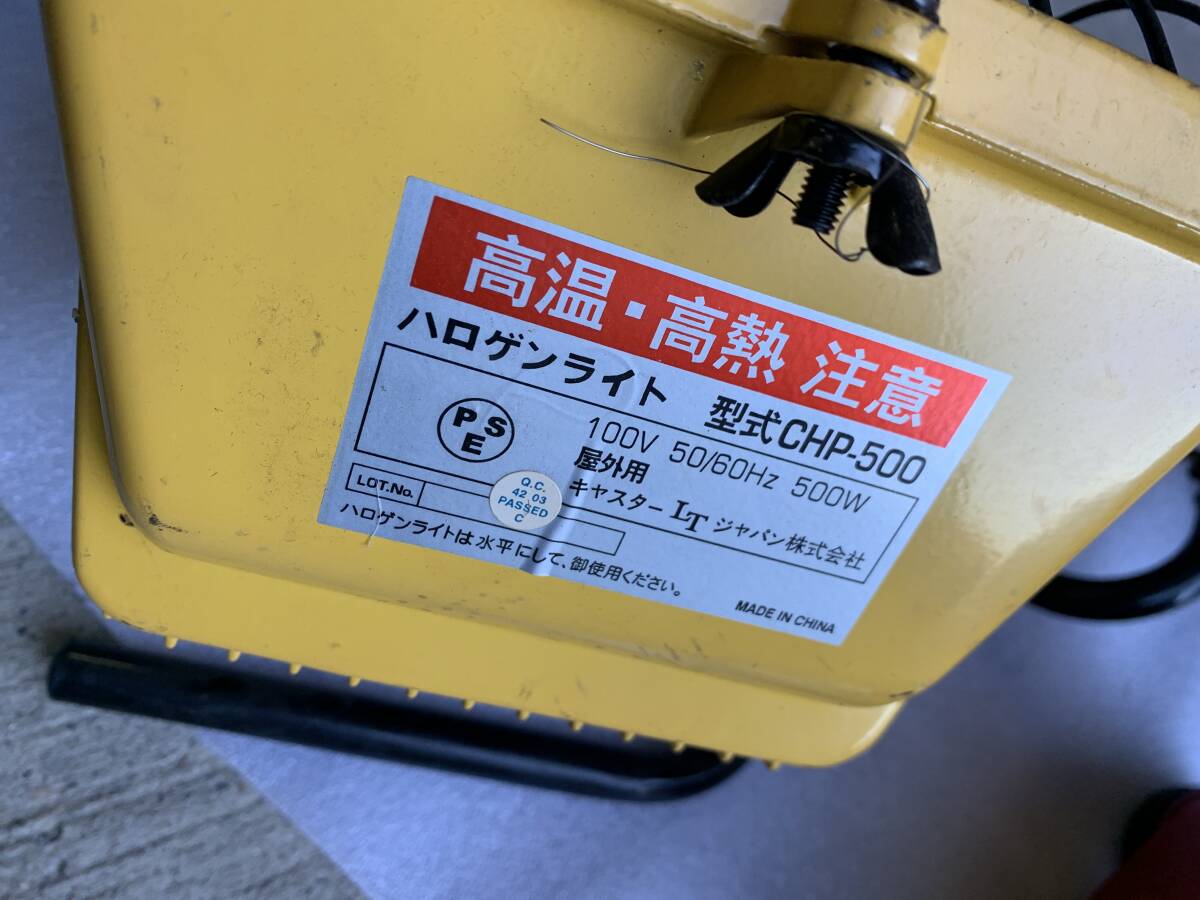 高温・高熱 注意
ハロゲンライト 型式CHP-500
PSE
100V 50/60Hz 500W
屋外用
キャスター LT ジャパン株式会社
LOT.No.
Q.C.
42 03
PASSED
C
ハロゲンライトは水平にして、御使用ください。
MADE IN CHINA